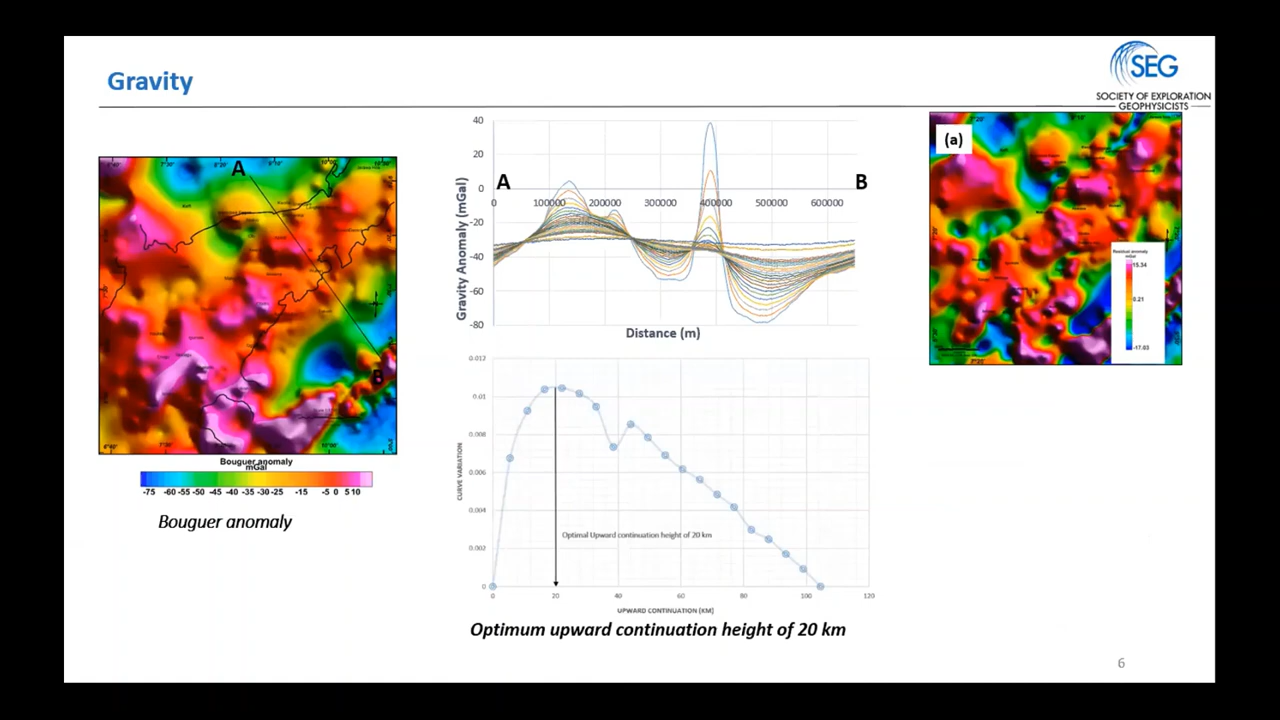 Gravity
SEG
SOCIETY OF EXPLORATION
GEOPHYSICISTS
A
B
Bouguer anomaly
mGal
-75 -60 -55 -50 -45 -40 -35 -30 -25 -15 -5 0 5 10
Bouguer anomaly
Gravity Anomaly (mGal)
40
20
0
-20
-40
-60
-80
A
B
0 100000 200000 300000 400000 500000 600000
Distance (m)
CURVE VARIATION
0.012
0.01
0.008
0.006
0.004
0.002
0
Optimal Upward continuation height of 20 km
0 20 40 60 80 100 120
UPWARD CONTINUATION (KM)
Optimum upward continuation height of 20 km
(a)
Residual anomaly
mGal
15.34
0.21
-17.03
6